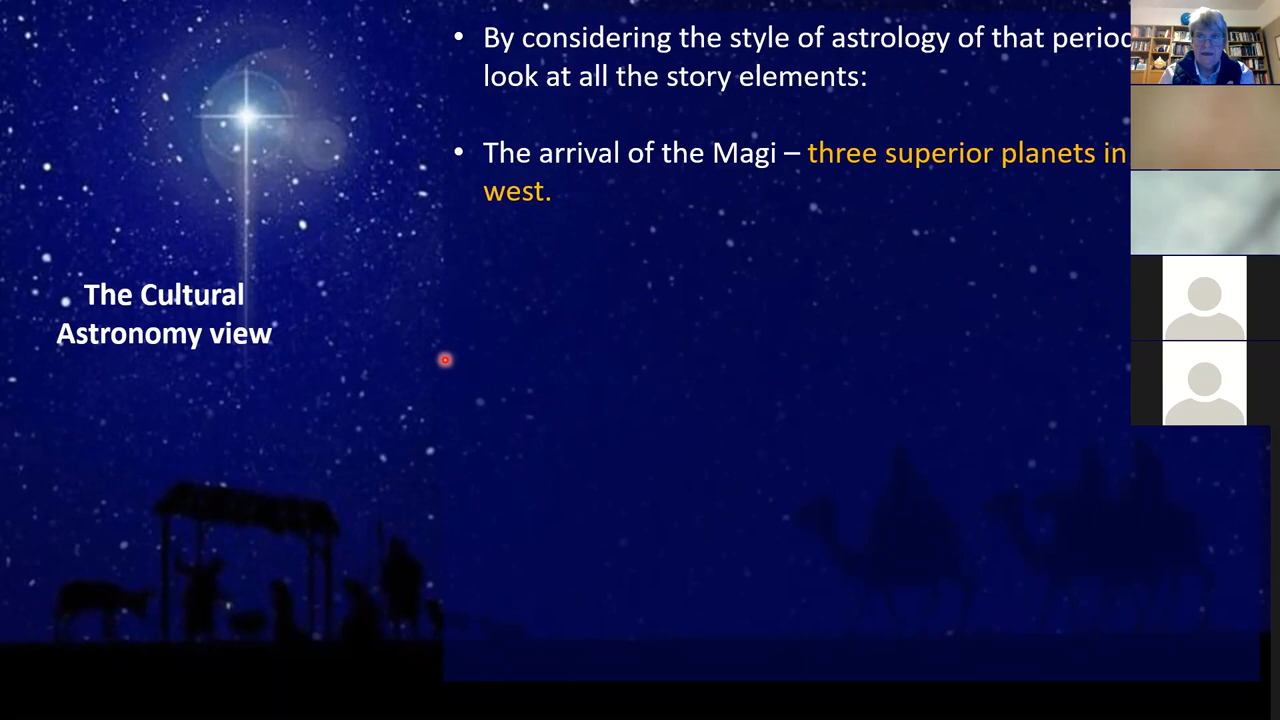 • By considering the style of astrology of that period
look at all the story elements:
• The arrival of the Magi – three superior planets in
west.
The Cultural
Astronomy view